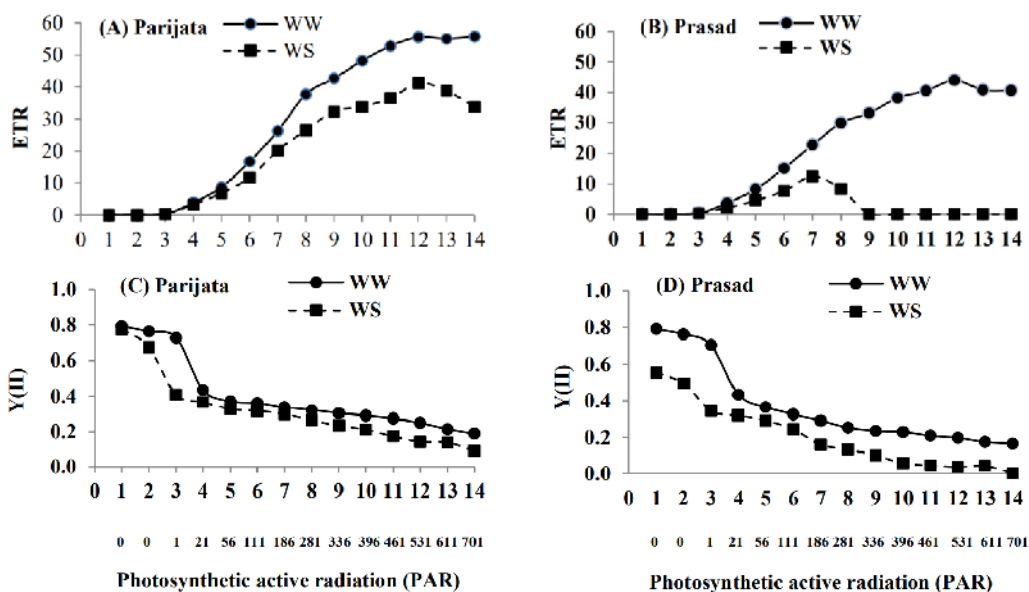 (A) Parijata
WW
WS
ETR
60
50
40
30
20
10
0
0 1 2 3 4 5 6 7 8 9 10 11 12 13 14
(B) Prasad
WW
WS
ETR
60
50
40
30
20
10
0
0 1 2 3 4 5 6 7 8 9 10 11 12 13 14
(C) Parijata
WW
WS
Y(II)
1.0
0.8
0.6
0.4
0.2
0.0
0 1 2 3 4 5 6 7 8 9 10 11 12 13 14
0 0 1 21 56 111 186 281 336 396 461 531 611 701
Photosynthetic active radiation (PAR)
(D) Prasad
WW
WS
Y(II)
1.0
0.8
0.6
0.4
0.2
0.0
0 1 2 3 4 5 6 7 8 9 10 11 12 13 14
0 0 1 21 56 111 186 281 336 396 461 531 611 701
Photosynthetic active radiation (PAR)